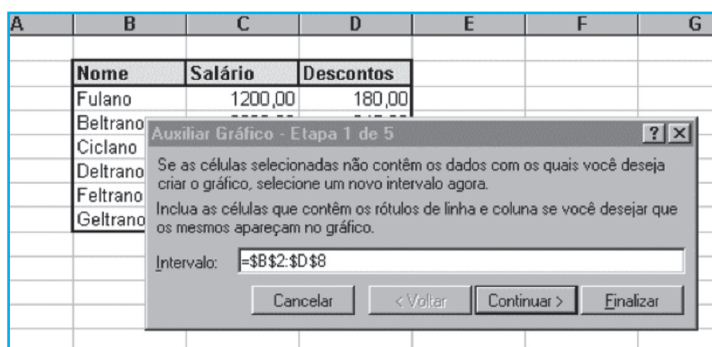 A B C D E F G
Nome Salário Descontos
Fulano 1200,00 180,00
Beltrano
Ciclano
Deltrano
Feltrano
Geltrano
Auxiliar Gráfico - Etapa 1 de 5
Se as células selecionadas não contêm os dados com os quais você deseja
criar o gráfico, selecione um novo intervalo agora.
Inclua as células que contêm os rótulos de linha e coluna se você desejar que
os mesmos apareçam no gráfico.
Intervalo: =$B$2:$D$8
Cancelar < Voltar Continuar > Finalizar